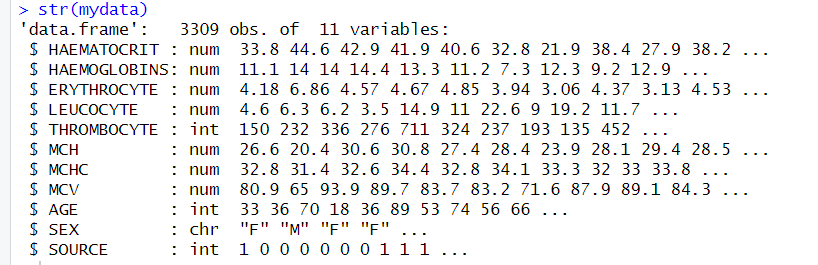 > str(mydata)
'data.frame':	3309 obs. of  11 variables:
 $ HAEMATOCRIT : num  33.8 44.6 42.9 41.9 40.6 32.8 21.9 38.4 27.9 38.2 ...
 $ HAEMOGLOBINS: num  11.1 14 14 14.4 13.3 11.2 7.3 12.3 9.2 12.9 ...
 $ ERYTHROCYTE : num  4.18 6.86 4.57 4.67 4.85 3.94 3.06 4.37 3.13 4.53 ...
 $ LEUCOCYTE   : num  4.6 6.3 6.2 3.5 14.9 11 22.6 9 19.2 11.7 ...
 $ THROMBOCYTE : int  150 232 336 276 711 324 237 193 135 452 ...
 $ MCH         : num  26.6 20.4 30.6 30.8 27.4 28.4 23.9 28.1 29.4 28.5 ...
 $ MCHC        : num  32.8 31.4 32.6 34.4 32.8 34.1 33.3 32 33 33.8 ...
 $ MCV         : num  80.9 65 93.9 89.7 83.7 83.2 71.6 87.9 89.1 84.3 ...
 $ AGE         : int  33 36 70 18 36 89 53 74 56 66 ...
 $ SEX         : chr  "F" "M" "F" "F" ...
 $ SOURCE      : int  1 0 0 0 0 0 0 1 1 1 ...